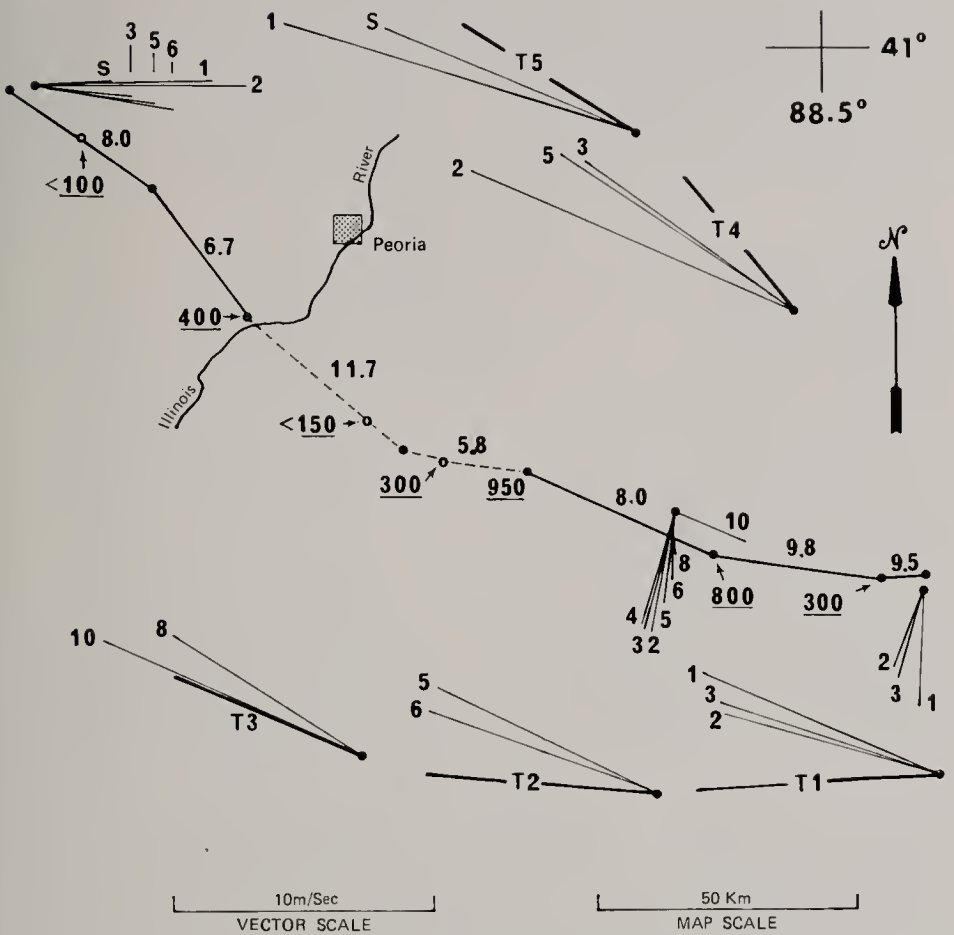 3 5 6
S 1
2
1 S
T5
41°
88.5°
8.0
<100
River
Peoria
5 3
2
T4
N
6.7
400
Illinois
11.7
<150
5.8
300
950
8.0
10
8
6
5
4
3 2
800
9.8
9.5
300
2
3
1
10 8
T3
5
6
T2
1
3
2
T1
10m/Sec
VECTOR SCALE
50 Km
MAP SCALE